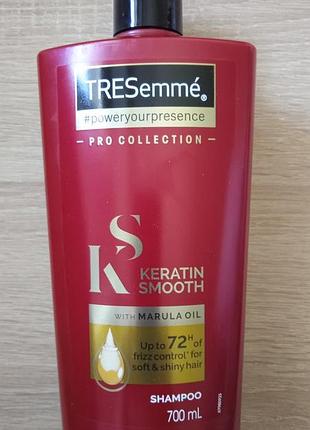 TRESemmé®
#poweryourpresence
PRO COLLECTION
KS
KERATIN
SMOOTH
WITH MARULA OIL
Up to 72H of
frizz control* for
soft & shiny hair
SHAMPOO
700 mL